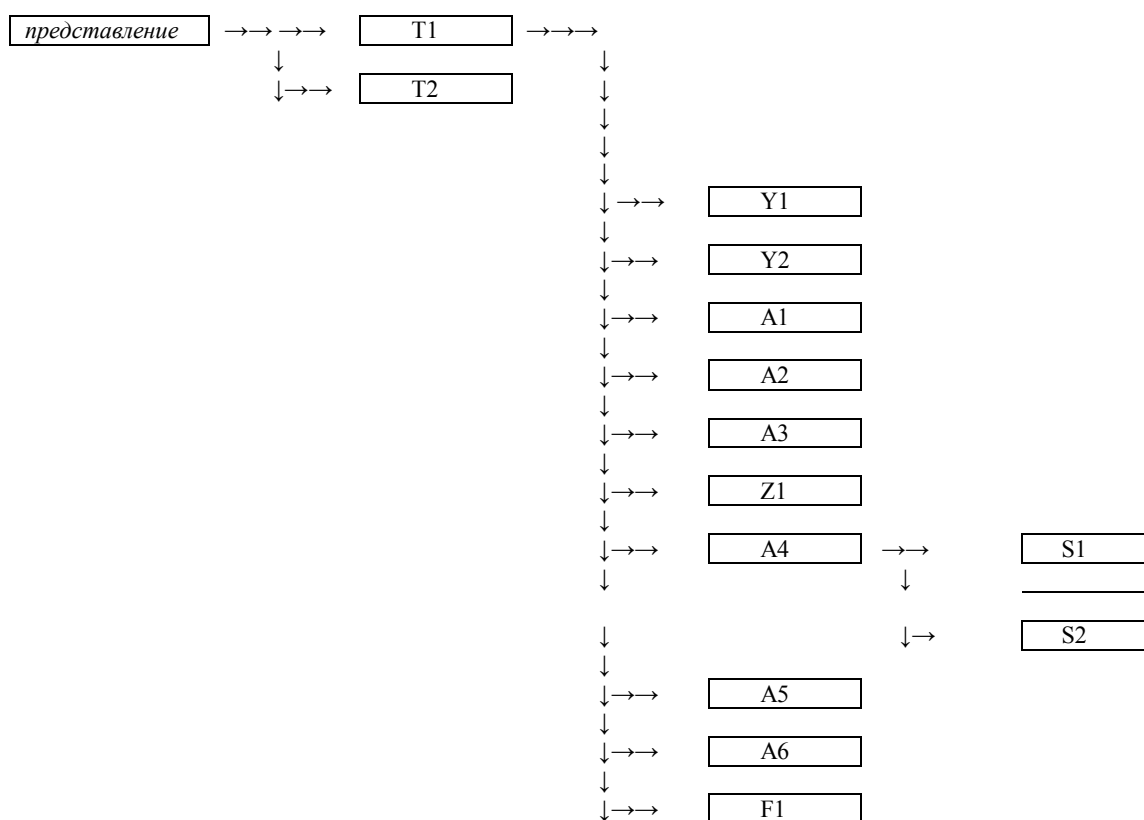 представление →→ →→ T1 →→→
↓ ↓
↓→→ T2 ↓
↓
↓
↓
↓ →→ Y1
↓
↓→→ Y2
↓
↓→→ A1
↓
↓→→ A2
↓
↓→→ A3
↓
↓→→ Z1
↓
↓→→ A4 →→ S1
↓ ↓
↓ ↓→ S2
↓
↓→→ A5
↓
↓→→ A6
↓
↓→→ F1